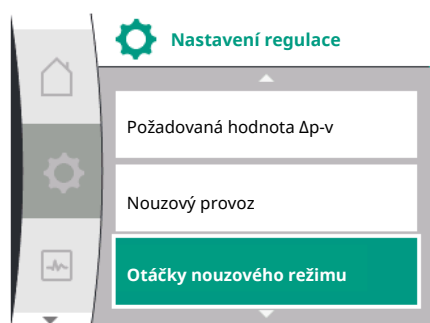 Nastavení regulace
Požadovaná hodnota Δp-v
Nouzový provoz
Otáčky nouzového režimu